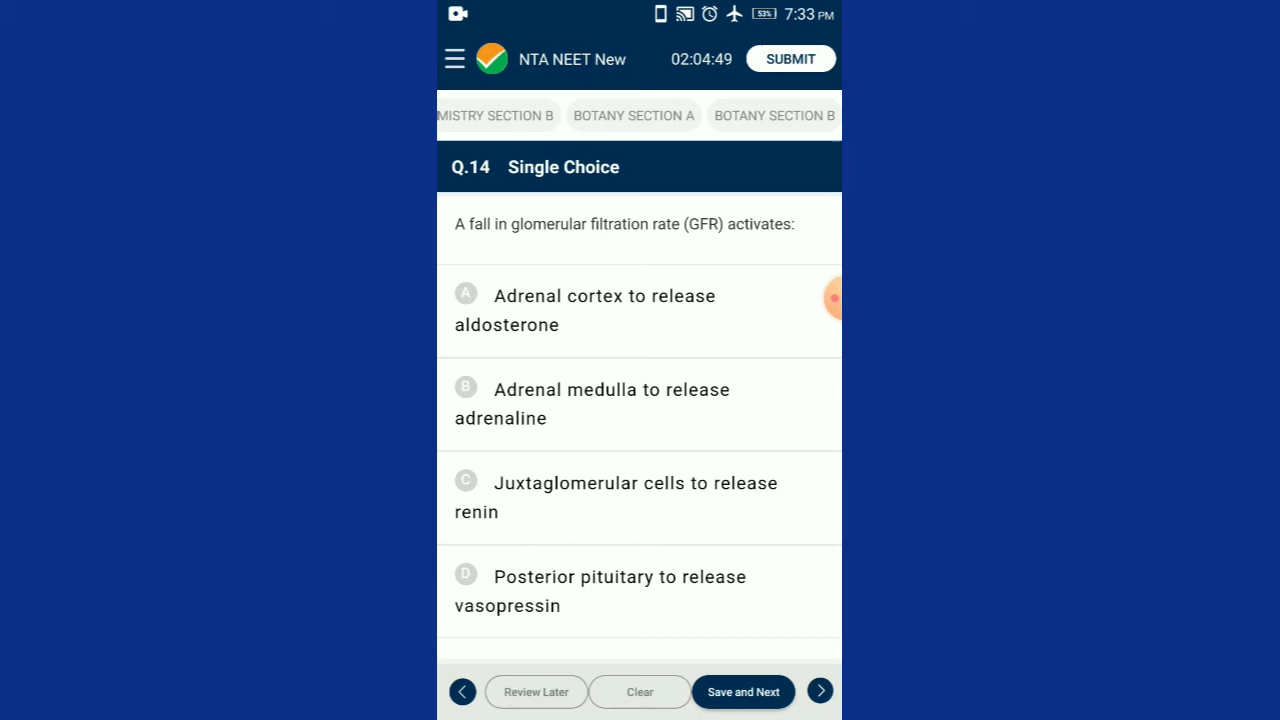 53% 7:33 PM
NTA NEET New 02:04:49 SUBMIT
MISTRY SECTION B BOTANY SECTION A BOTANY SECTION B
Q.14 Single Choice
A fall in glomerular filtration rate (GFR) activates:
A Adrenal cortex to release
aldosterone
B Adrenal medulla to release
adrenaline
C Juxtaglomerular cells to release
renin
D Posterior pituitary to release
vasopressin
Review Later Clear Save and Next